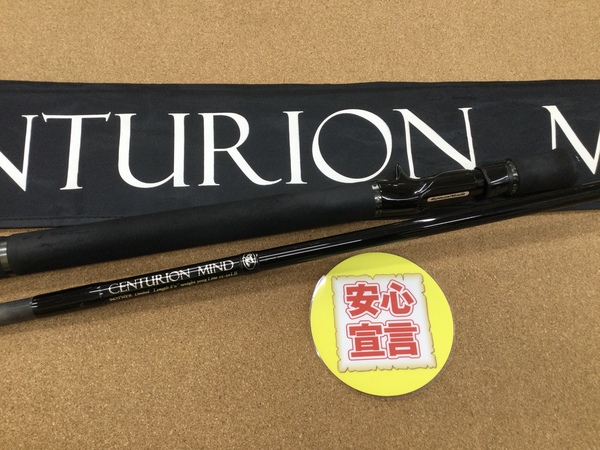 NTURION M
CENTURION MIND
安心
宣言